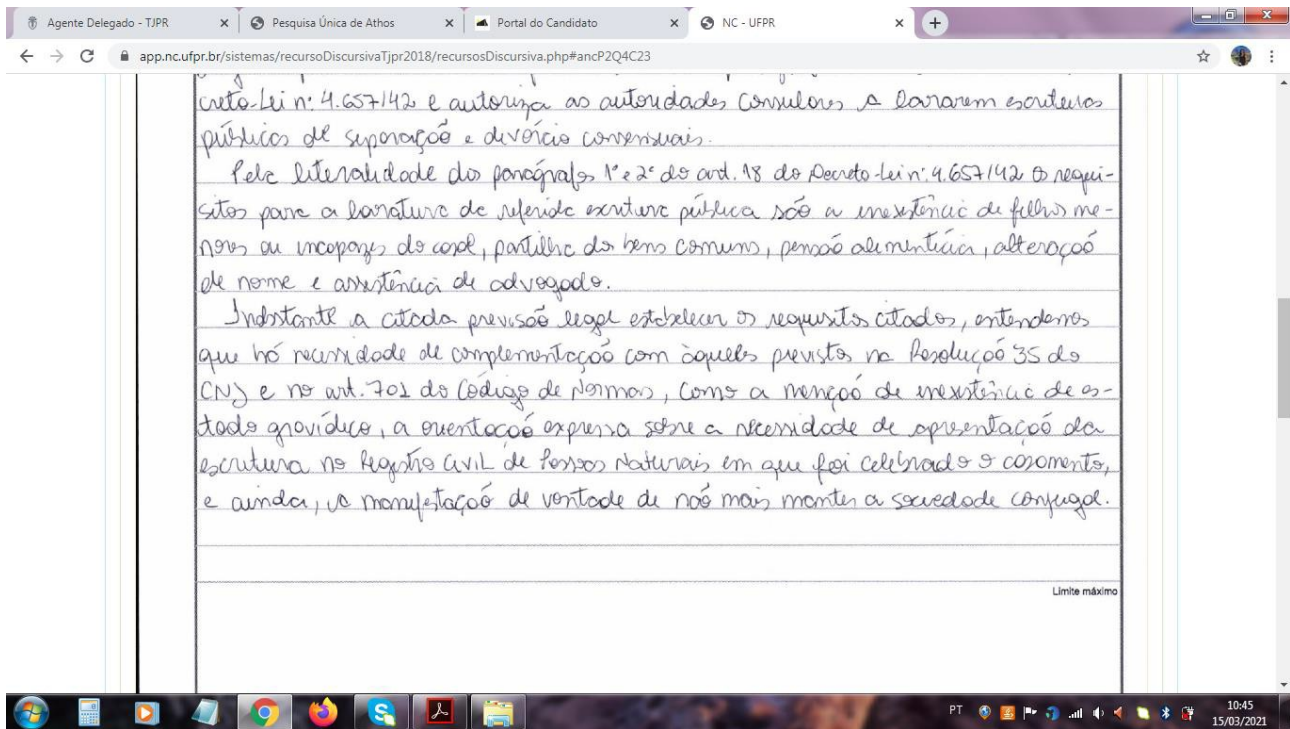 Agente Delegado - TJPR
Pesquisa Única de Athos
Portal do Candidato
NC - UFPR
app.nc.ufpr.br/sistemas/recursoDiscursivaTjpr2018/recursosDiscursiva.php#ancP2Q4C23
creto-Lei nº 4.657/42 e autoriza as autoridades consulares a lavrarem escrituras
públicas de separação e divórcio consensuais.
Pela literalidade dos parágrafos 1º e 2º do art. 18 do Decreto-Lei nº 4.657/42 os requi-
sitos para a lavratura da referida escritura pública são a inexistência de filhos me-
nores ou incapazes do casal, partilha dos bens comuns, pensão alimentícia, alteração
de nome e assistência de advogado.
Inobstante a citada previsão legal estabelecer os requisitos citados, entendemos
que há necessidade de complementação com àqueles previstos na Resolução 35 do
CNJ e no art. 701 do Código de Normas, como a menção de inexistência de es-
tado gravídico, a orientação expressa sobre a necessidade de apresentação da
escritura no Registro Civil de Pessoas Naturais em que foi celebrado o casamento,
e ainda, a manifestação de vontade de não mais manter a sociedade conjugal.
Limite máximo
PT
10:45
15/03/2021